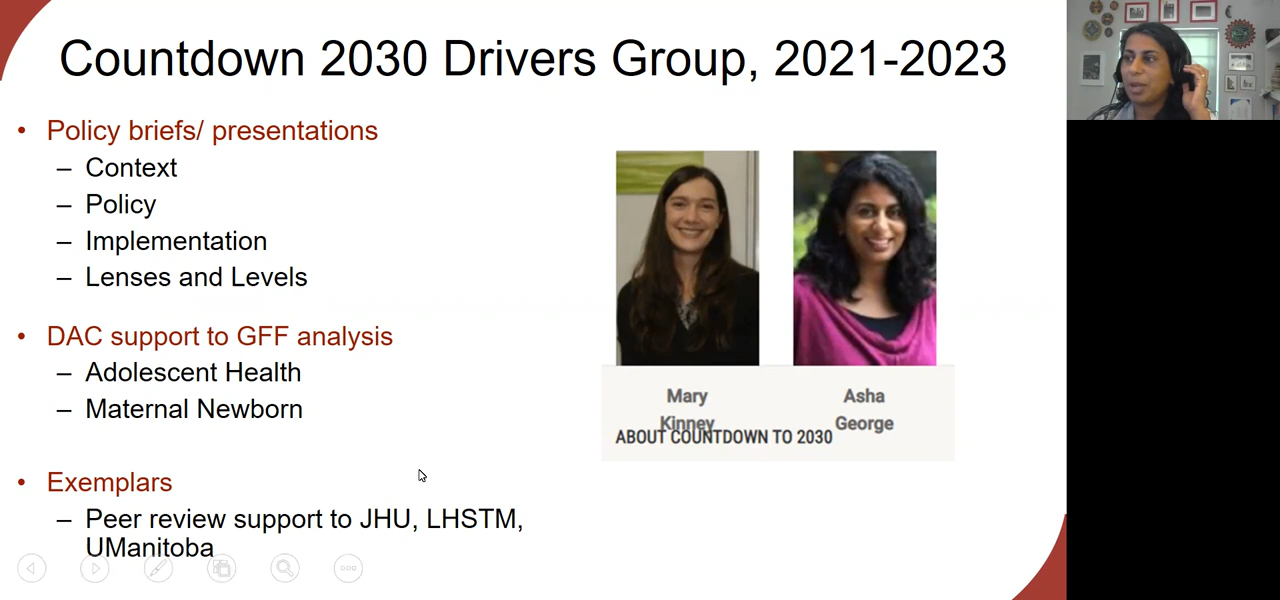 Countdown 2030 Drivers Group, 2021-2023
• Policy briefs/ presentations
– Context
– Policy
– Implementation
– Lenses and Levels
• DAC support to GFF analysis
– Adolescent Health
– Maternal Newborn
• Exemplars
– Peer review support to JHU, LHSTM,
UManitoba
Mary
Kinney
Asha
George
ABOUT COUNTDOWN TO 2030